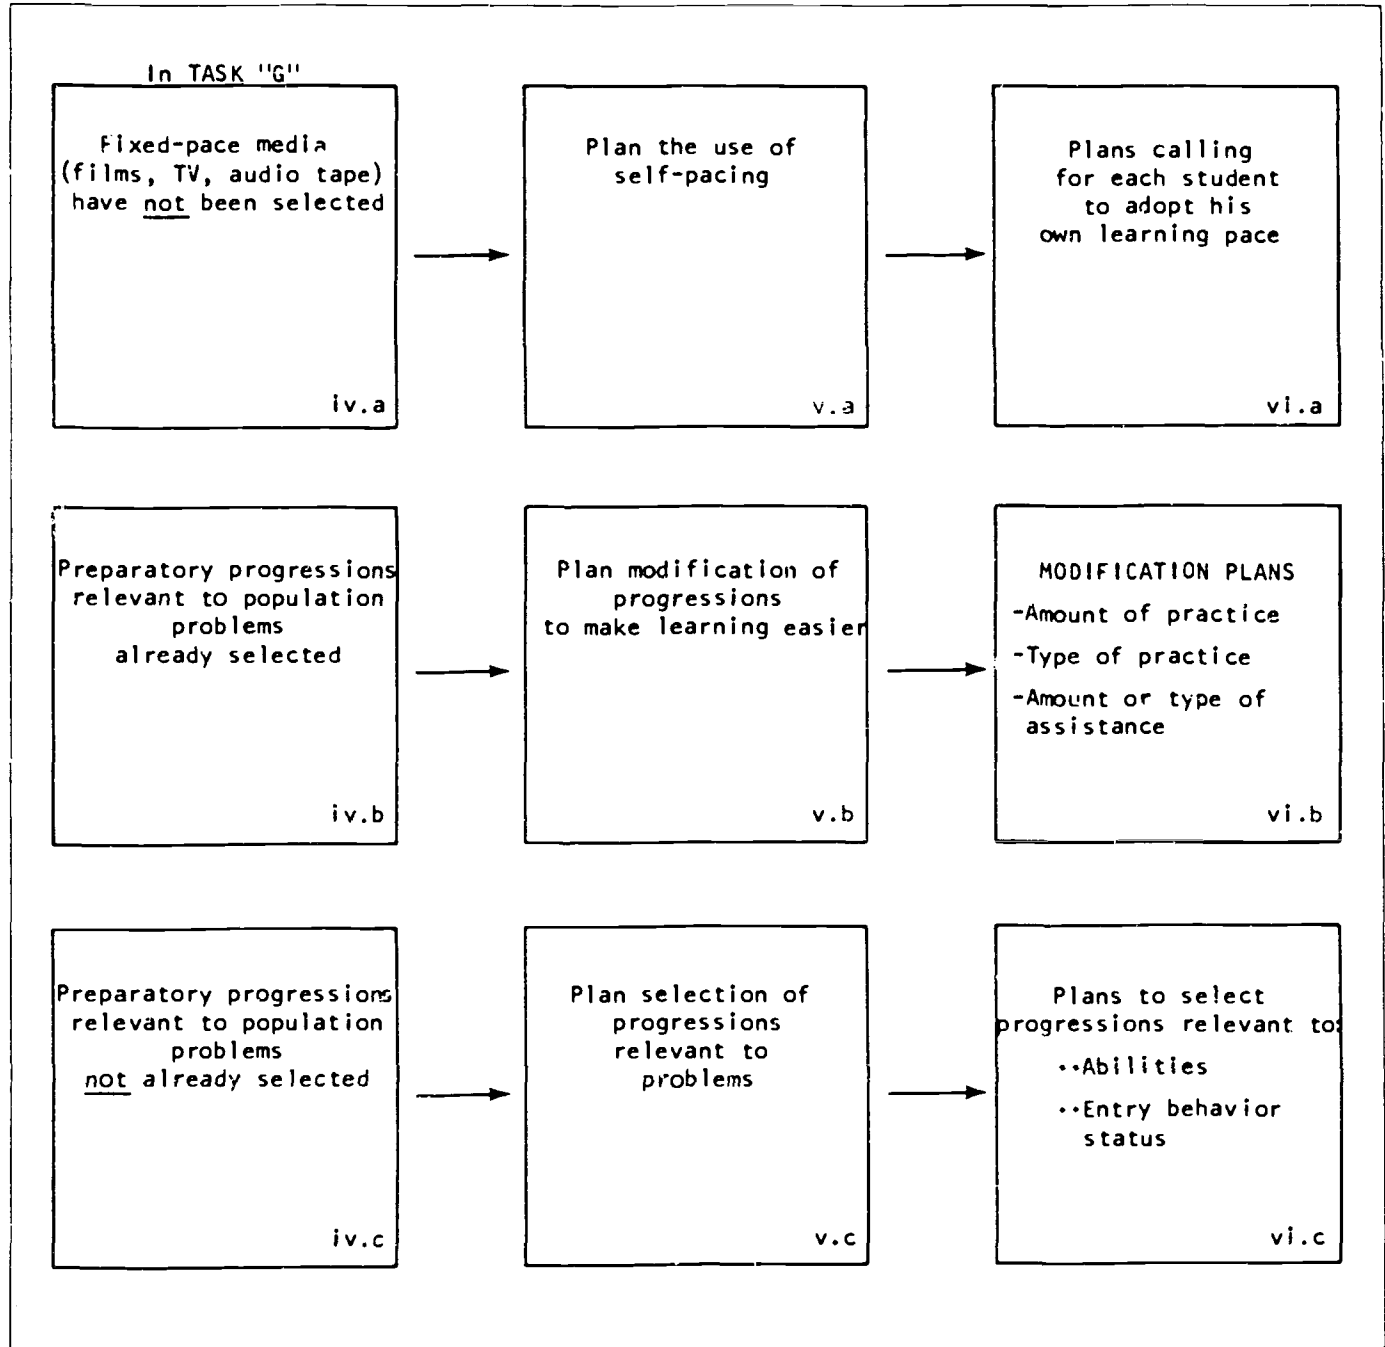 In TASK "G"
Fixed-pace media
(films, TV, audio tape)
have not been selected
iv.a
Plan the use of
self-pacing
v.a
Plans calling
for each student
to adopt his
own learning pace
vi.a
Preparatory progressions
relevant to population
problems
already selected
iv.b
Plan modification of
progressions
to make learning easier
v.b
MODIFICATION PLANS
-Amount of practice
-Type of practice
-Amount or type of
assistance
vi.b
Preparatory progressions
relevant to population
problems
not already selected
iv.c
Plan selection of
progressions
relevant to
problems
v.c
Plans to select
progressions relevant to:
··Abilities
··Entry behavior
status
vi.c